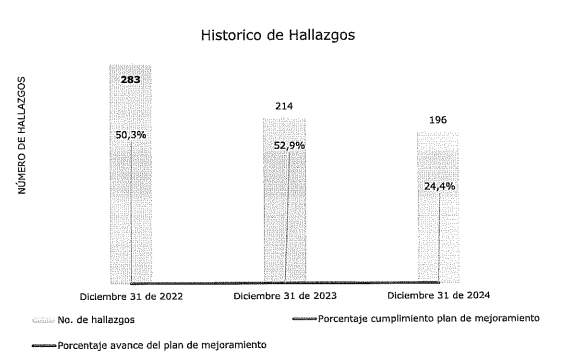 Historico de Hallazgos
NÚMERO DE HALLAZGOS
283
214
196
50,3%
52,9%
24,4%
Diciembre 31 de 2022
Diciembre 31 de 2023
Diciembre 31 de 2024
No. de hallazgos
Porcentaje cumplimiento plan de mejoramiento
Porcentaje avance del plan de mejoramiento